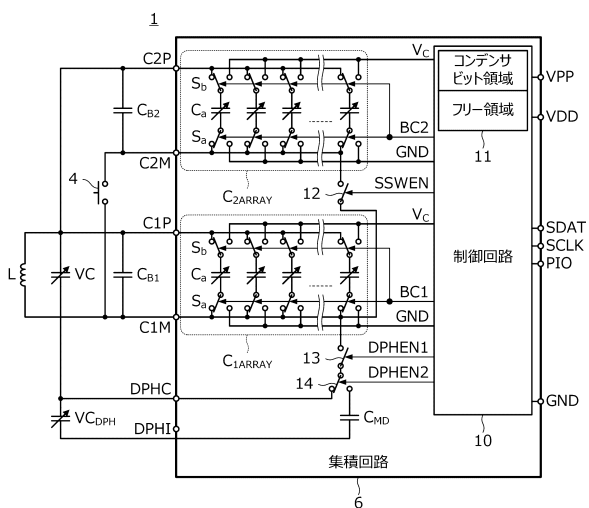 1
C2P
C2M
C1P
C1M
DPHC
DPHI
4
L
VC
CB2
CB1
VCDPH
Sb
Ca
Sa
C2ARRAY
VC
BC2
GND
12
SSWEN
VC
Sb
Ca
Sa
C1ARRAY
BC1
GND
13
DPHEN1
14
DPHEN2
CMD
コンデンサ
ビット領域
フリー領域
11
制御回路
10
集積回路
6
VPP
VDD
SDAT
SCLK
PIO
GND